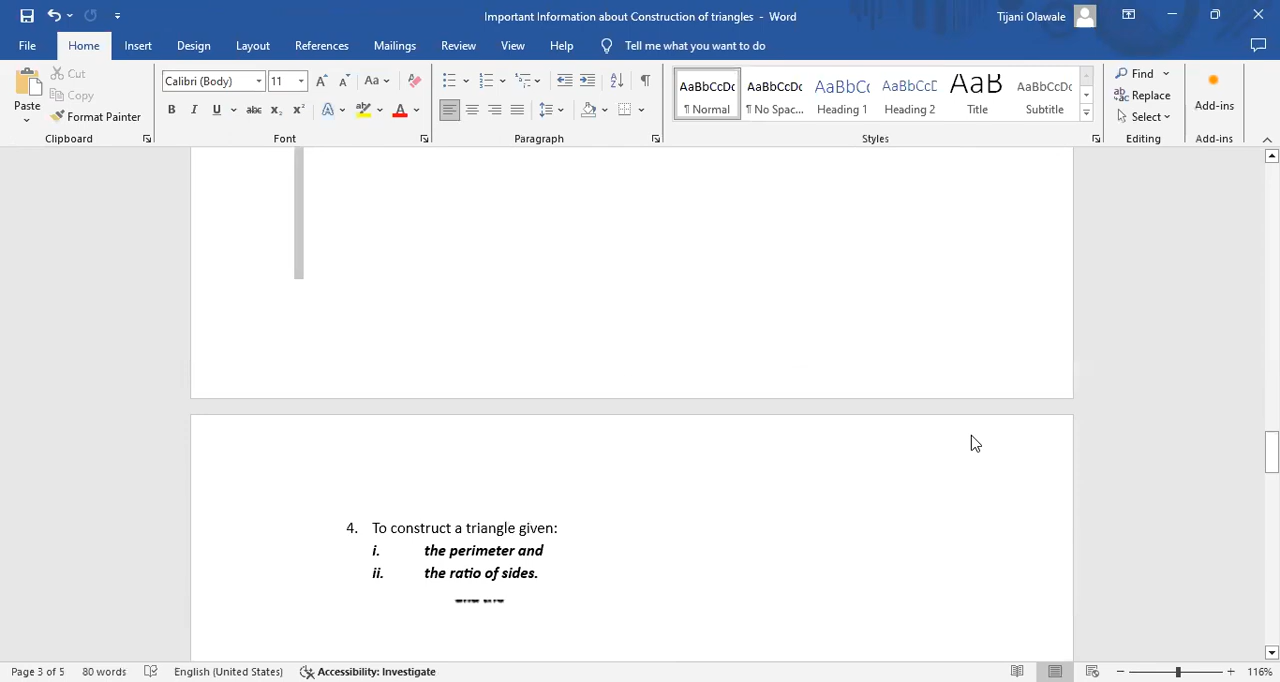 Important Information about Construction of triangles - Word
Tijani Olawale
File Home Insert Design Layout References Mailings Review View Help Tell me what you want to do
Paste
Cut
Copy
Format Painter
Clipboard
Calibri (Body) 11
Font
Paragraph
AaBbCcDc
¶ Normal
AaBbCcDc
¶ No Spac...
AaBbC
Heading 1
AaBbCcD
Heading 2
AaB
Title
AaBbCcD
Subtitle
Styles
Find
Replace
Select
Editing
Add-ins
Add-ins
4. To construct a triangle given:
i. the perimeter and
ii. the ratio of sides.
Page 3 of 5 80 words English (United States) Accessibility: Investigate 116%